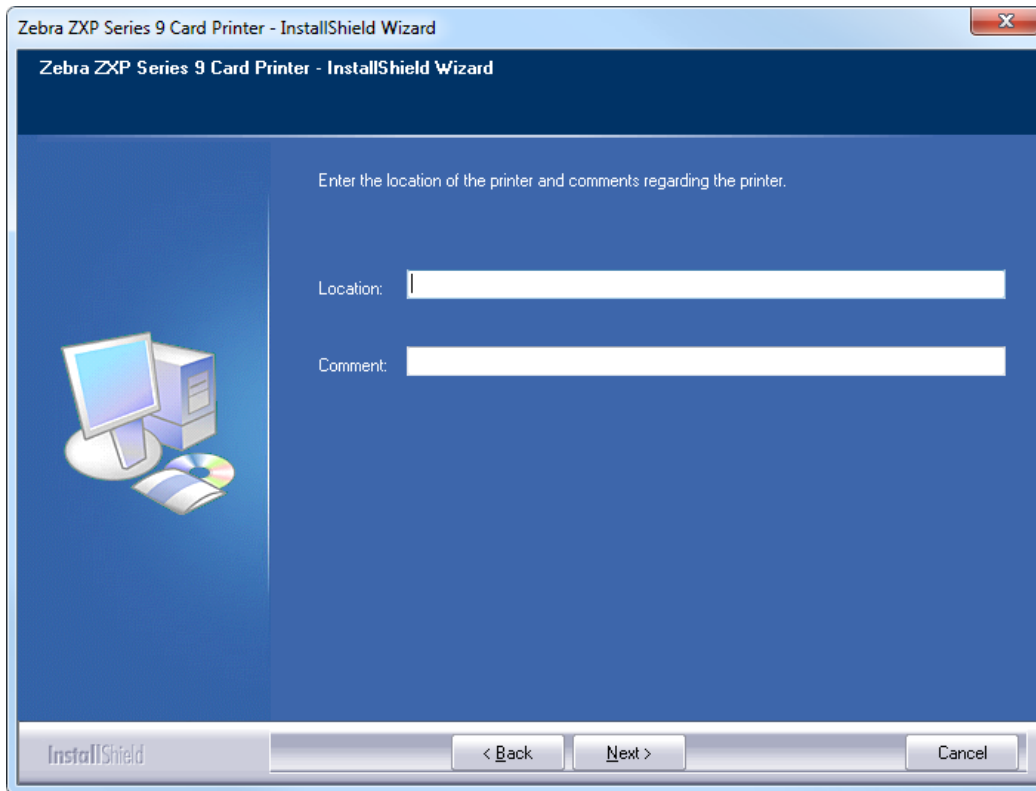 Zebra ZXP Series 9 Card Printer - InstallShield Wizard
Zebra ZXP Series 9 Card Printer - InstallShield Wizard
Enter the location of the printer and comments regarding the printer.
Location:
Comment:
InstallShield
< Back
Next >
Cancel